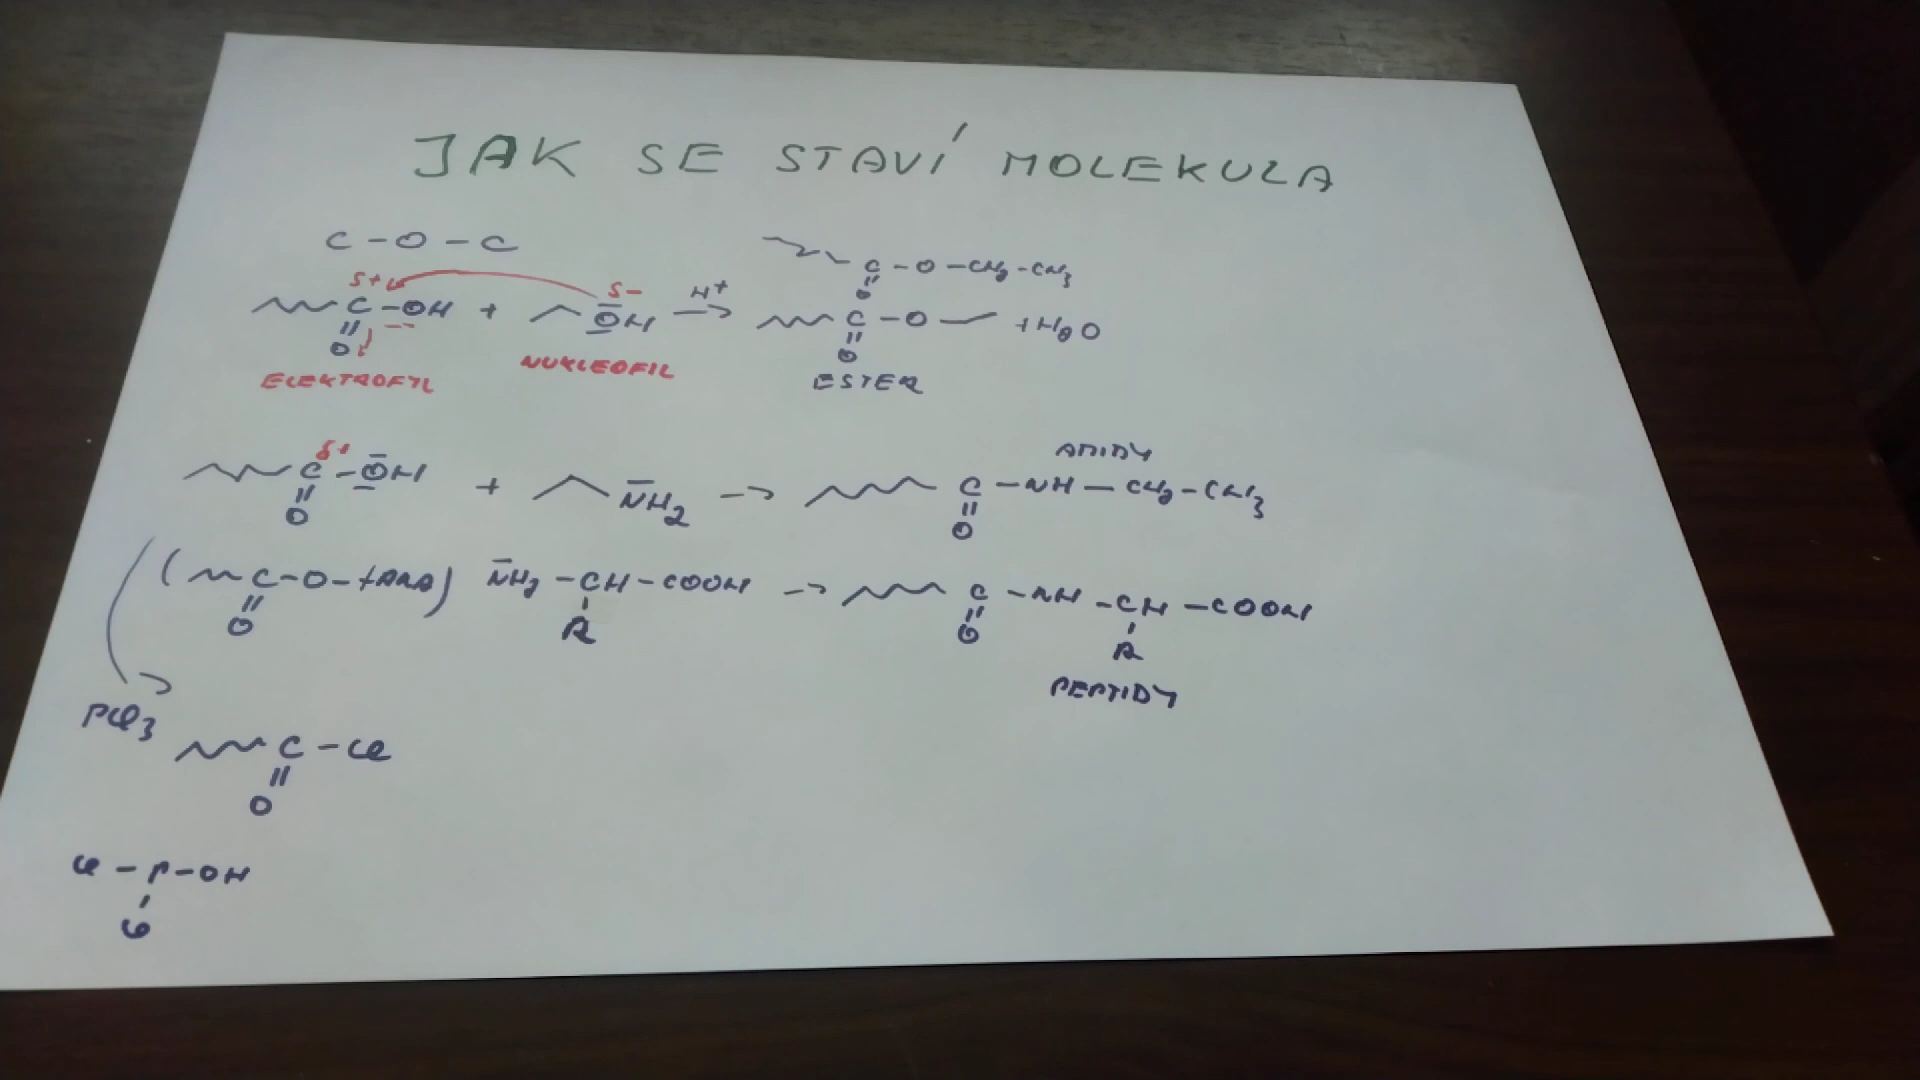 JAK SE STAVÍ MOLEKULA
C - O - C
C - O - CH2 - CH3
O
δ+ δ-
C - OH + OH H+ → C - O - + H2O
O O
ELEKTROFIL NUKLEOFIL ESTER
AMIDY
δ+
C - OH + NH2 → C - NH - CH2 - CH3
O O
( C - O - ) NH2 - CH - COOH → C - NH - CH - COOH
O R O R
PEPTIDY
PCl3
C - Cl
O
Cl - P - OH
Cl